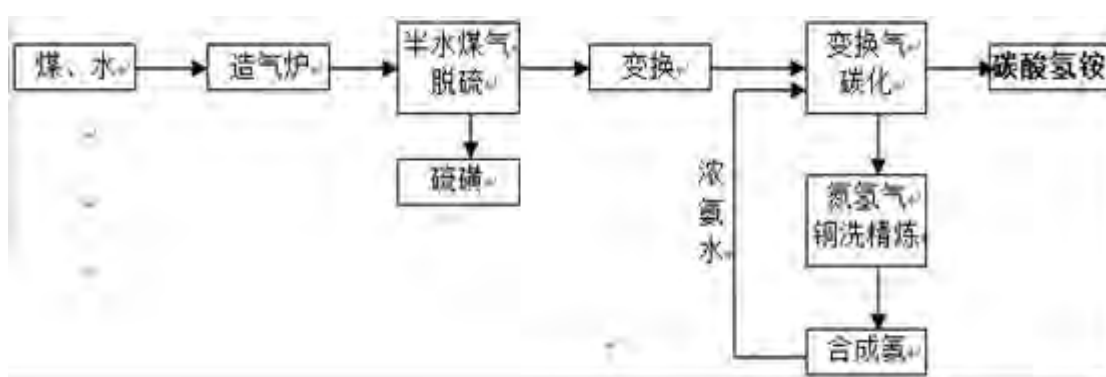 煤、水
造气炉
半水煤气
脱硫
变换
变换气
碳化
碳酸氢铵
硫磺
浓
氨
水
氮氢气
铜洗精炼
合成氨